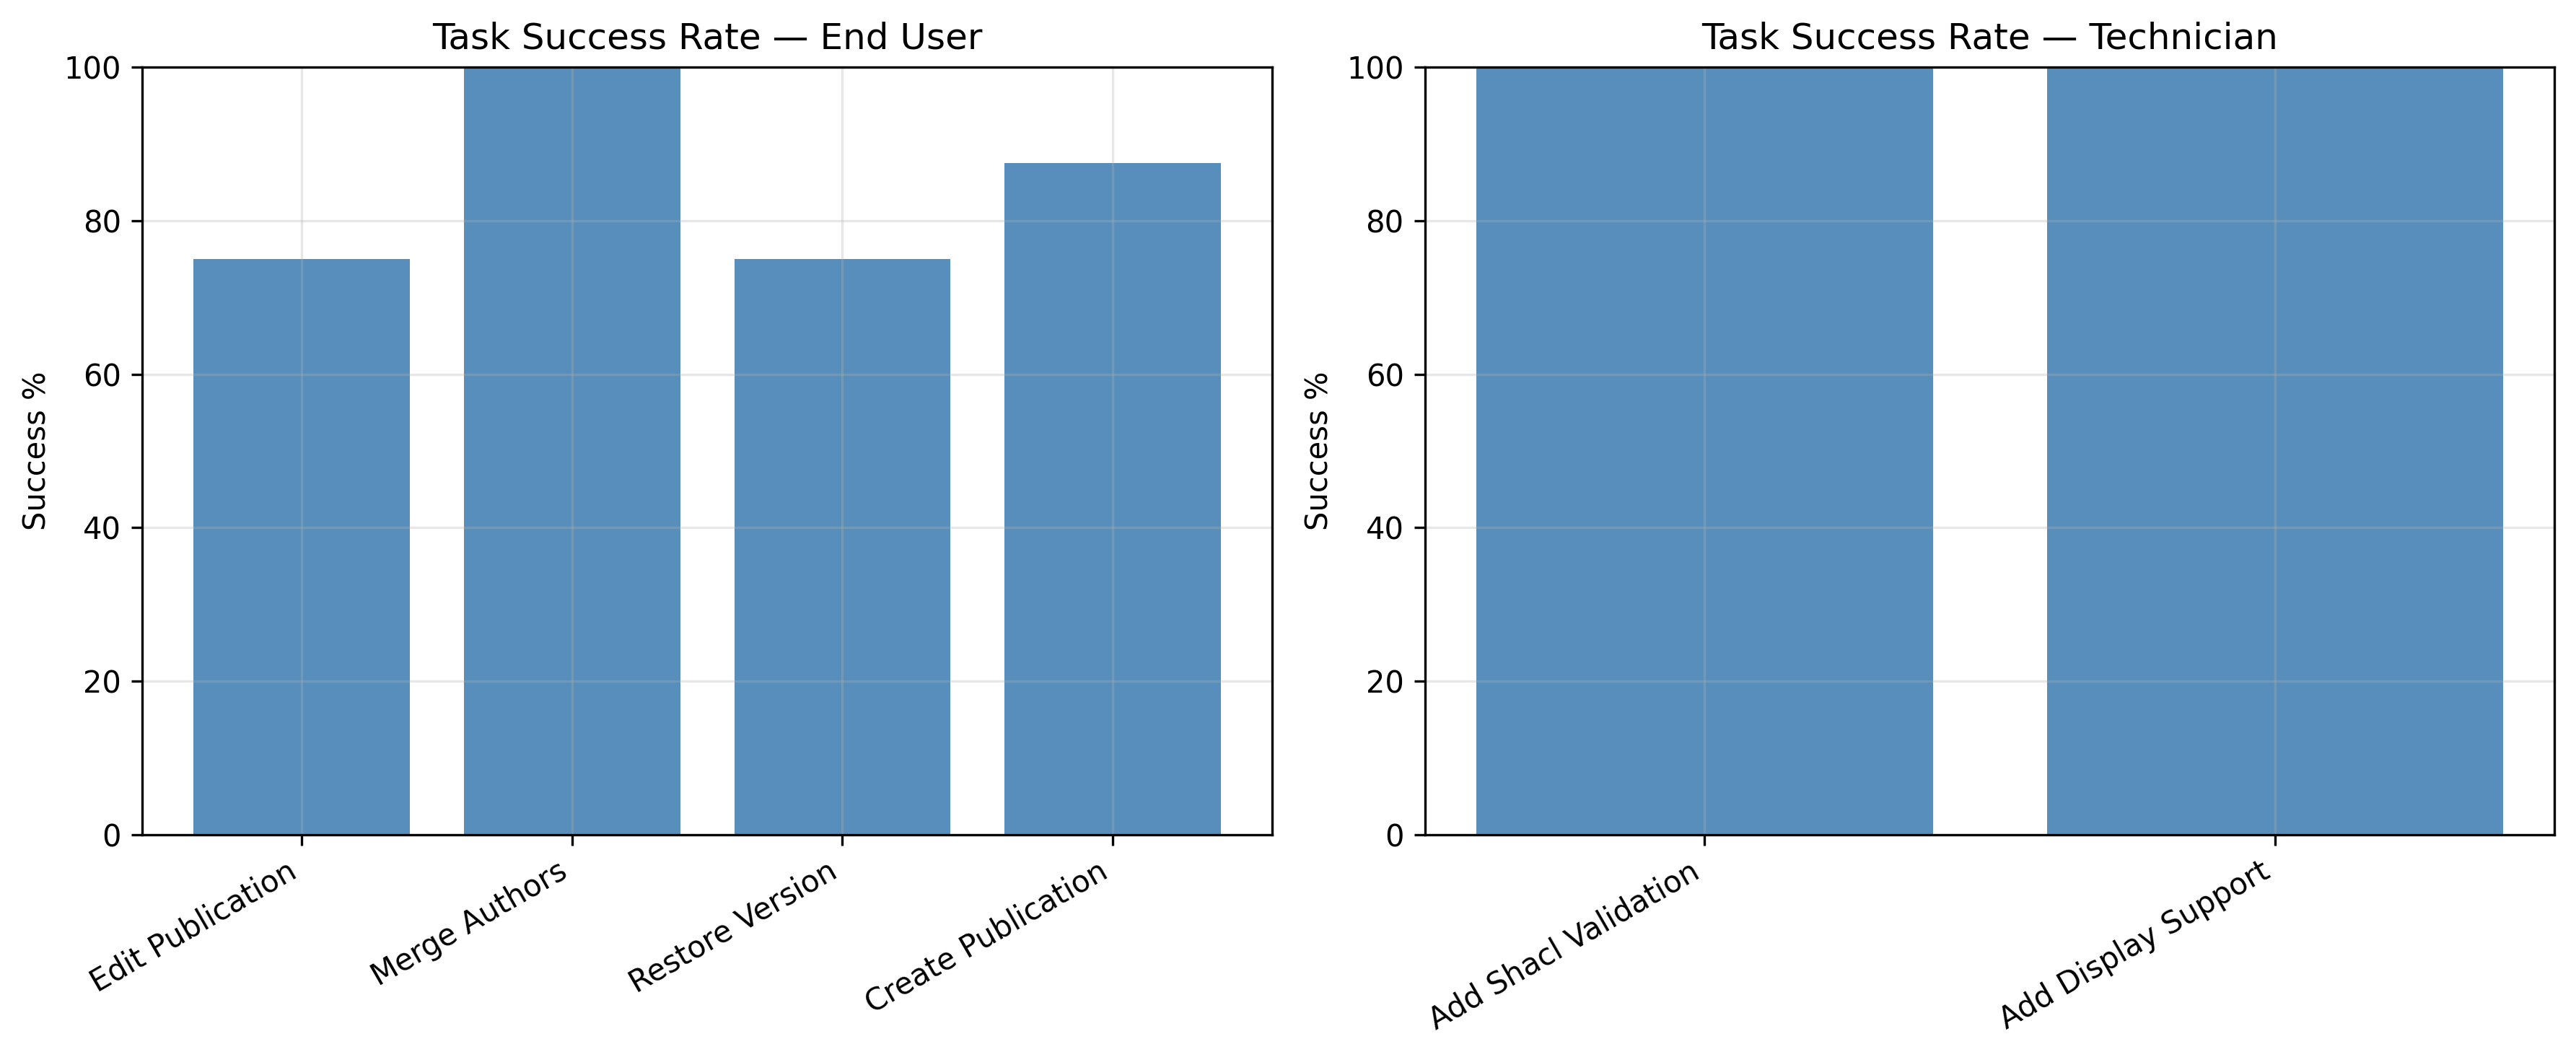 Task Success Rate — End User
100
80
60
40
20
0
Success %
Edit Publication
Merge Authors
Restore Version
Create Publication
Task Success Rate — Technician
100
80
60
40
20
0
Success %
Add Shacl Validation
Add Display Support